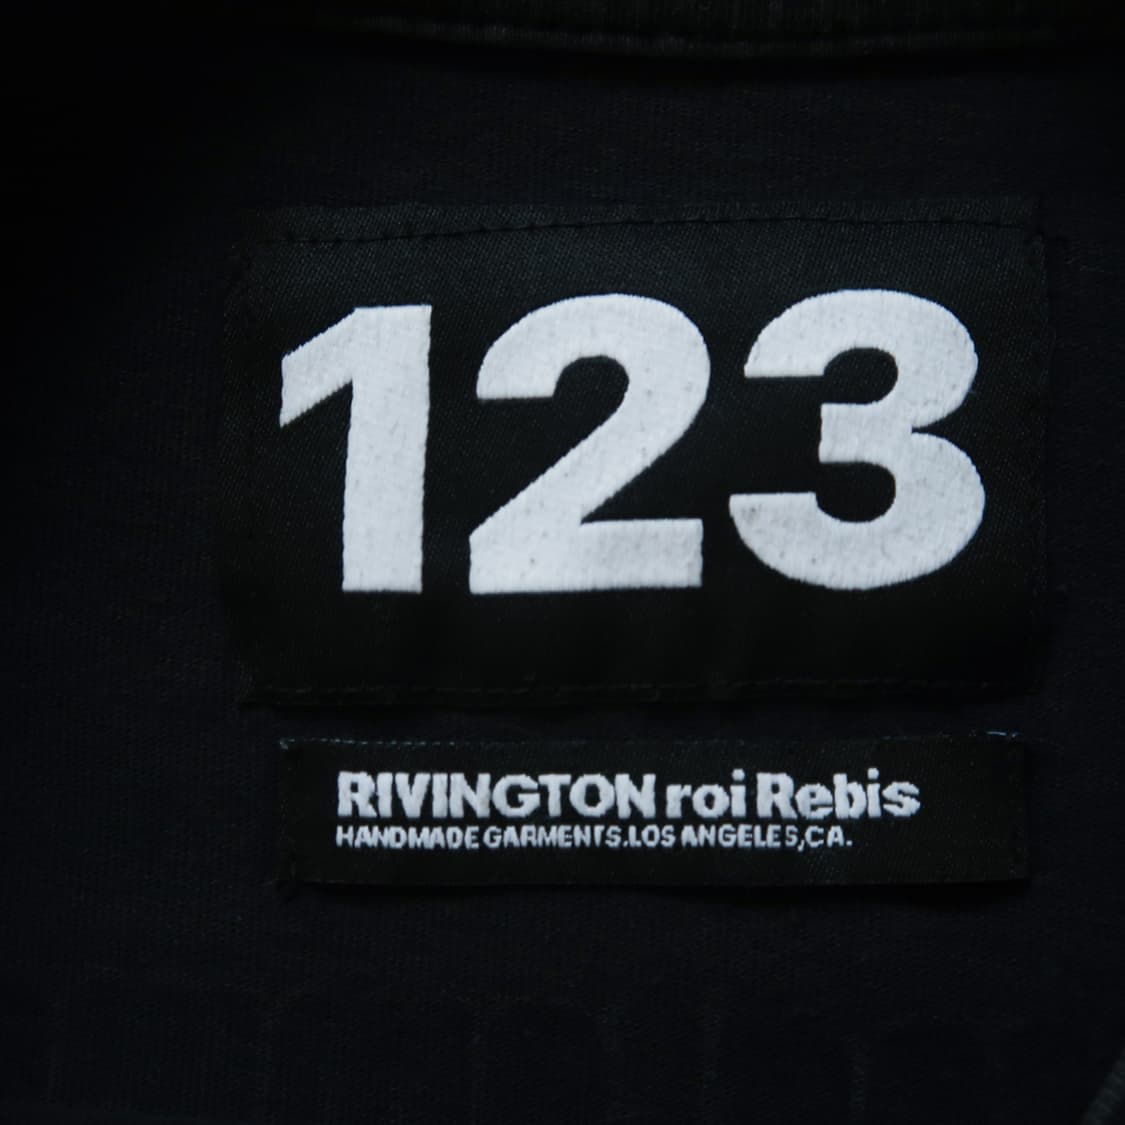 123
RIVINGTON roi Rebis
HANDMADE GARMENTS.LOS ANGELES,CA.